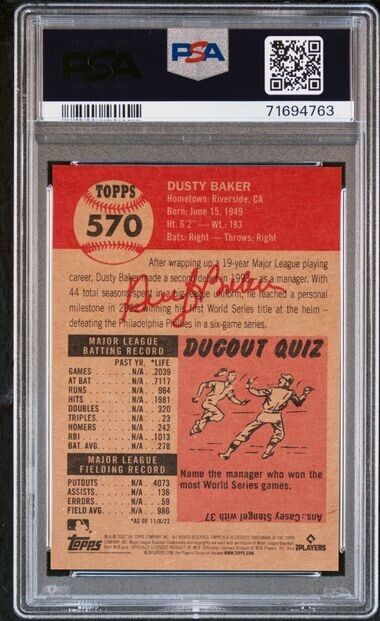 PSA
PSA
71694763
TOPPS
570
DUSTY BAKER
Hometown: Riverside, CA
Born: June 15, 1949
Ht: 6'2" — Wt.: 183
Bats: Right — Throws: Right
After wrapping up a 19-year Major League playing
career, Dusty Baker made a second debut in as a manager. With
44 total seasons spent in a big league uniform, he reached a personal
milestone in winning his first World Series title at the helm –
defeating the Philadelphia Phillies in a six-game series.
Dusty Baker
MAJOR LEAGUE
BATTING RECORD
PAST YR. *LIFE
GAMES N/A 2039
AT BAT N/A 7117
RUNS N/A 964
HITS N/A 1981
DOUBLES N/A 320
TRIPLES N/A 23
HOMERS N/A 242
RBI N/A 1013
BAT. AVG. N/A .278
MAJOR LEAGUE
FIELDING RECORD
PUTOUTS N/A 4073
ASSISTS N/A 136
ERRORS N/A 59
FIELD AVG. N/A 986
*AS OF 11/8/22
DUGOUT QUIZ
Name the manager who won the
most World Series games.
Ans.: Casey Stengel with 37
topps
PLAYERS